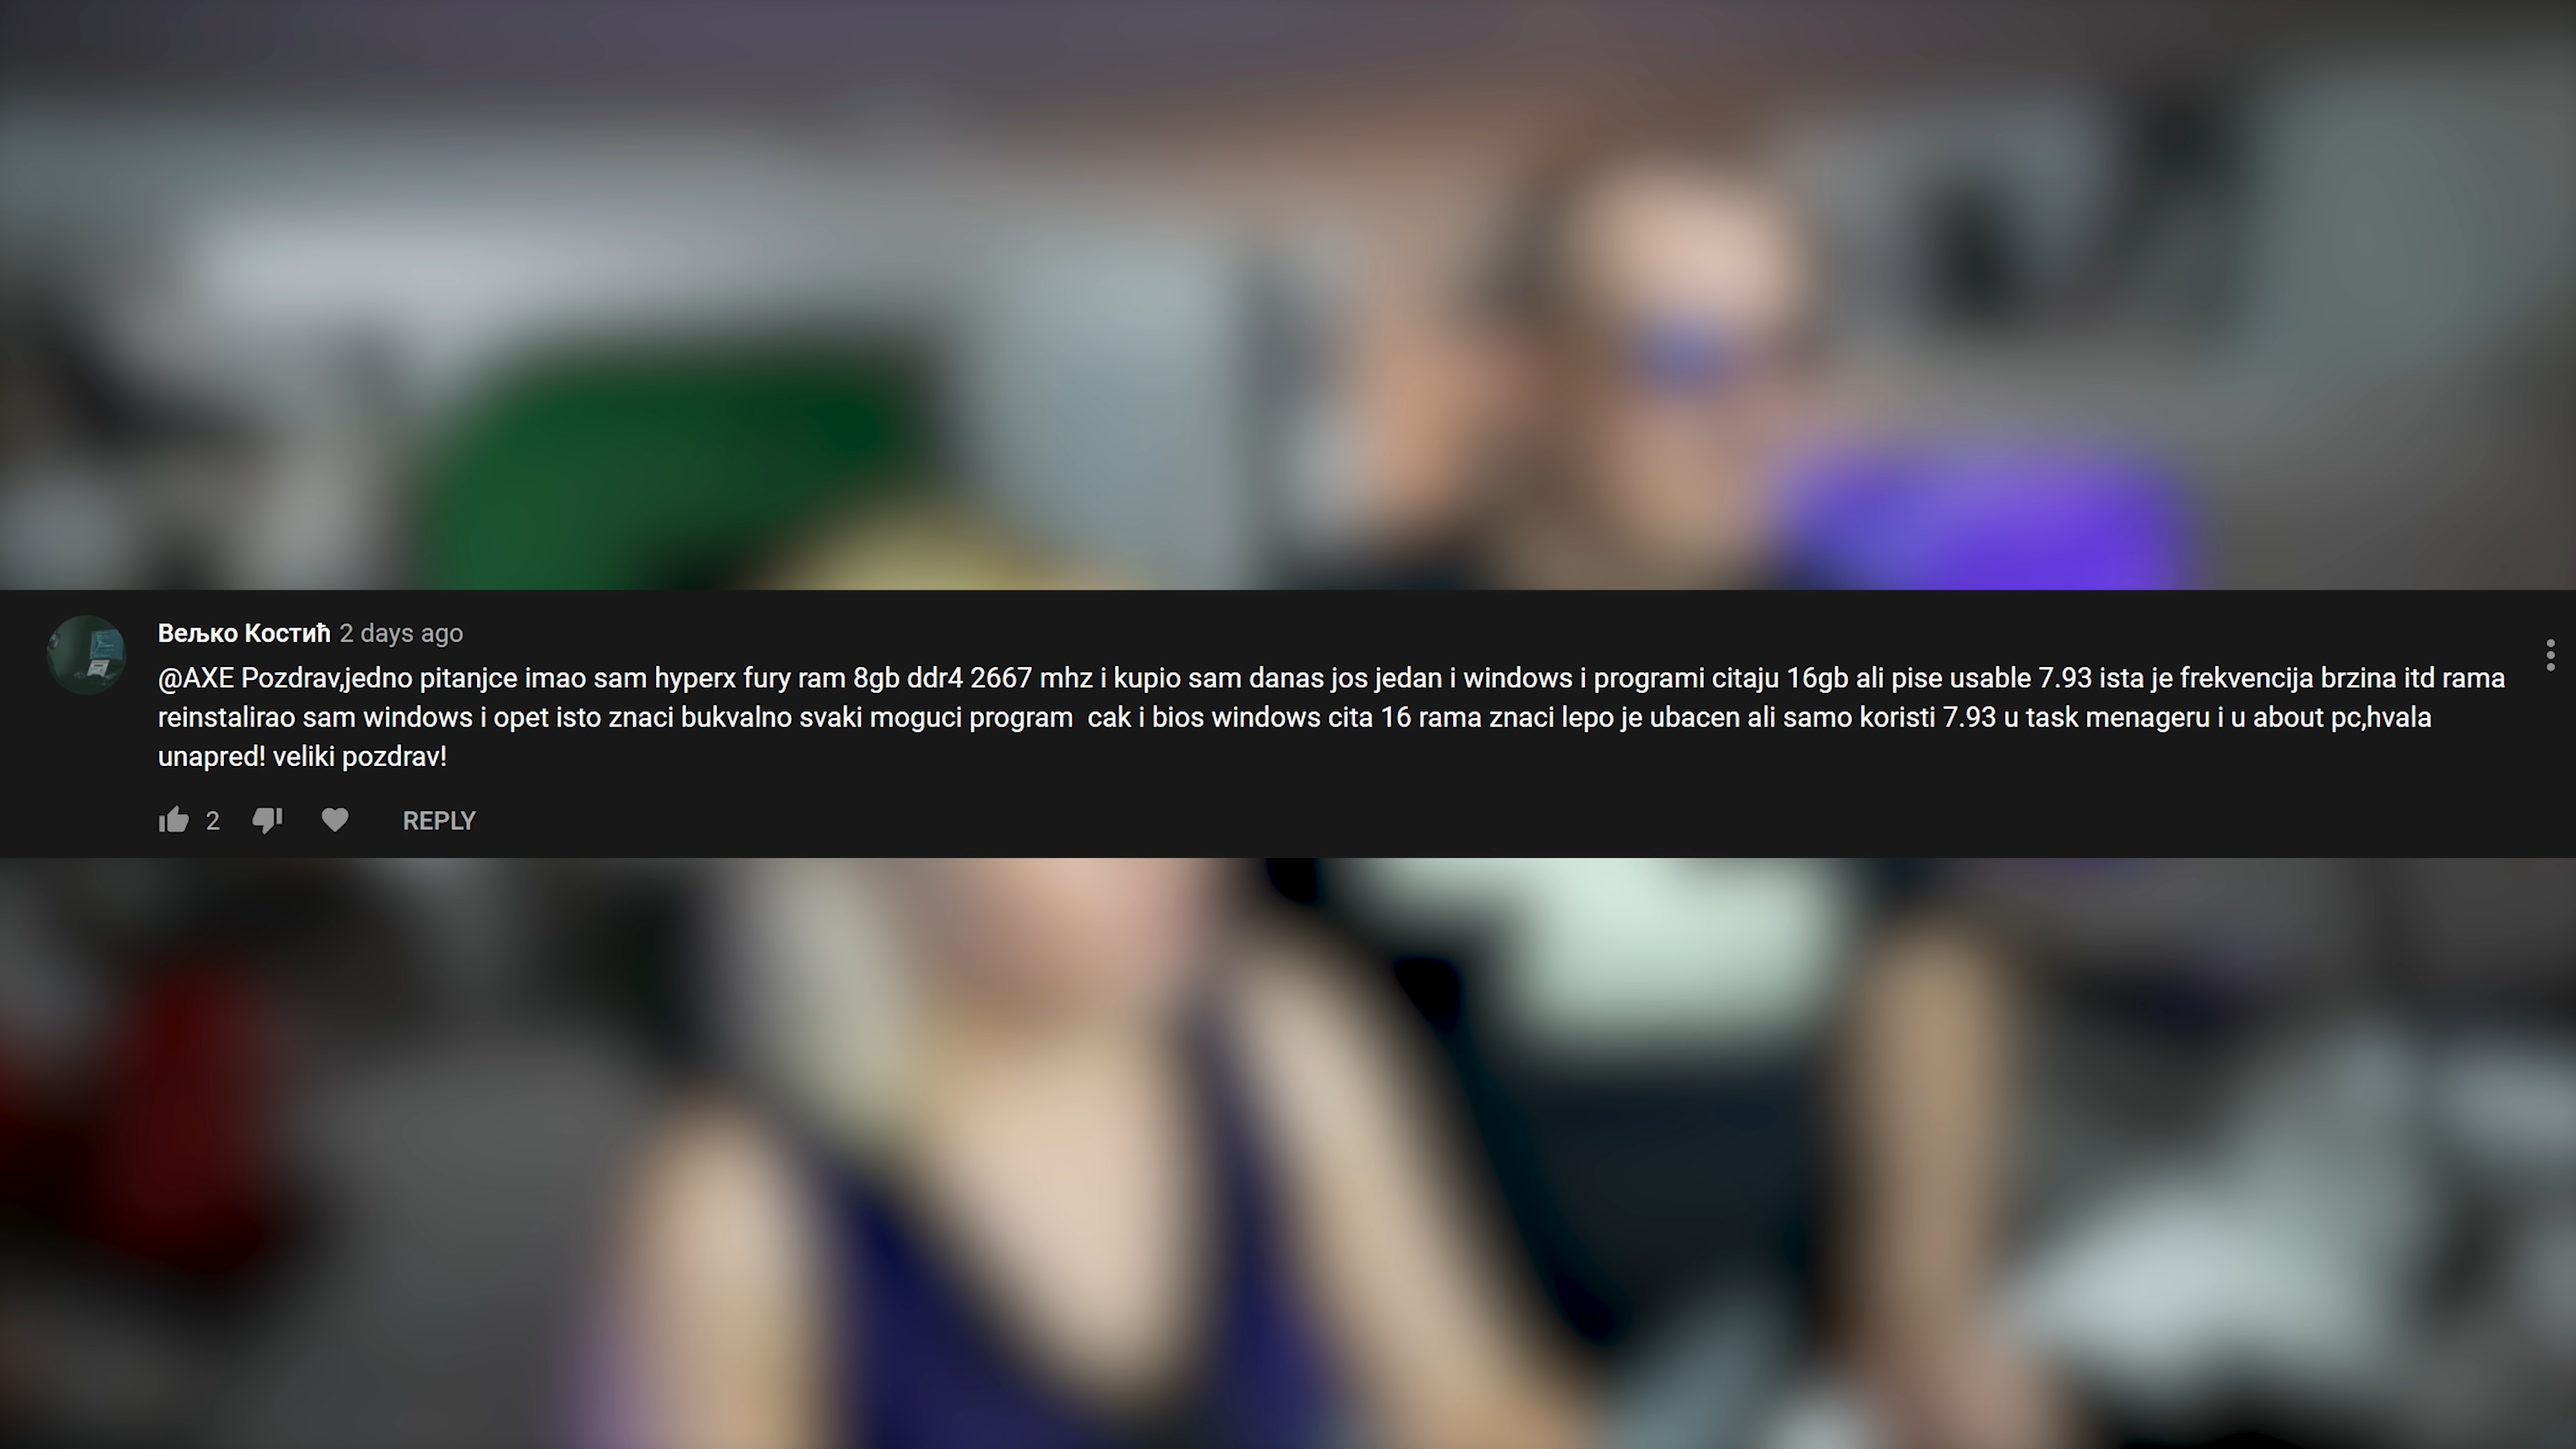 Вељко Костић 2 days ago
@AXE Pozdrav,jedno pitanjce imao sam hyperx fury ram 8gb ddr4 2667 mhz i kupio sam danas jos jedan i windows i programi citaju 16gb ali pise usable 7.93 ista je frekvencija brzina itd rama
reinstalirao sam windows i opet isto znaci bukvalno svaki moguci program  cak i bios windows cita 16 rama znaci lepo je ubacen ali samo koristi 7.93 u task menageru i u about pc,hvala
unapred! veliki pozdrav!
2 REPLY